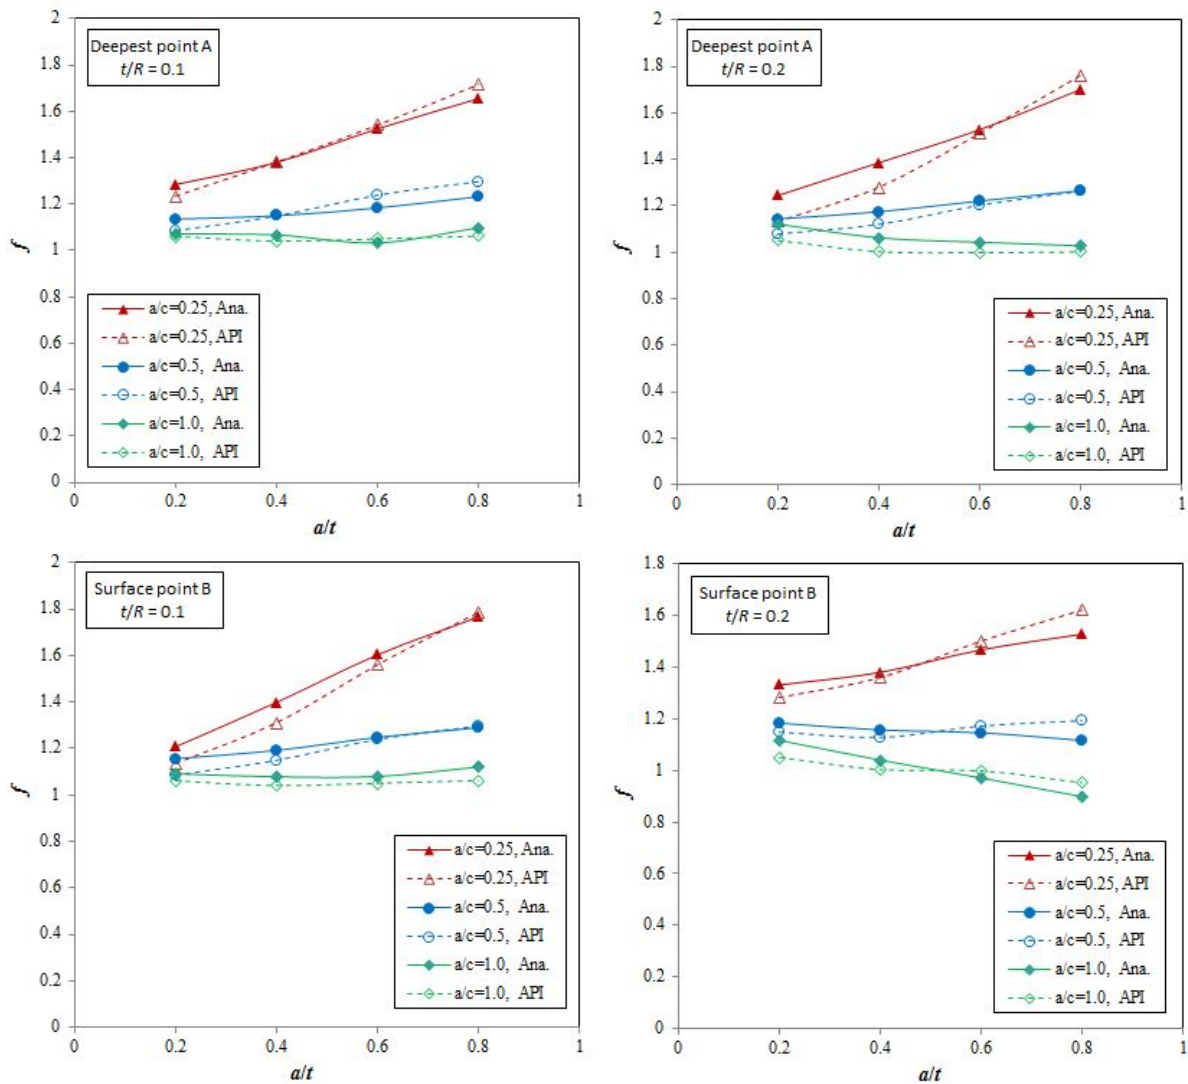 2
1.8
1.6
1.4
1.2
1
0.8
0.6
0.4
0.2
0
f
Deepest point A
t/R = 0.1
a/c=0.25, Ana.
a/c=0.25, API
a/c=0.5, Ana.
a/c=0.5, API
a/c=1.0, Ana.
a/c=1.0, API
0 0.2 0.4 0.6 0.8 1
a/t
2
1.8
1.6
1.4
1.2
1
0.8
0.6
0.4
0.2
0
f
Deepest point A
t/R = 0.2
a/c=0.25, Ana.
a/c=0.25, API
a/c=0.5, Ana.
a/c=0.5, API
a/c=1.0, Ana.
a/c=1.0, API
0 0.2 0.4 0.6 0.8 1
a/t
2
1.8
1.6
1.4
1.2
1
0.8
0.6
0.4
0.2
0
f
Surface point B
t/R = 0.1
a/c=0.25, Ana.
a/c=0.25, API
a/c=0.5, Ana.
a/c=0.5, API
a/c=1.0, Ana.
a/c=1.0, API
0 0.2 0.4 0.6 0.8 1
a/t
1.8
1.6
1.4
1.2
1
0.8
0.6
0.4
0.2
0
f
Surface point B
t/R = 0.2
a/c=0.25, Ana.
a/c=0.25, API
a/c=0.5, Ana.
a/c=0.5, API
a/c=1.0, Ana.
a/c=1.0, API
0 0.2 0.4 0.6 0.8 1
a/t